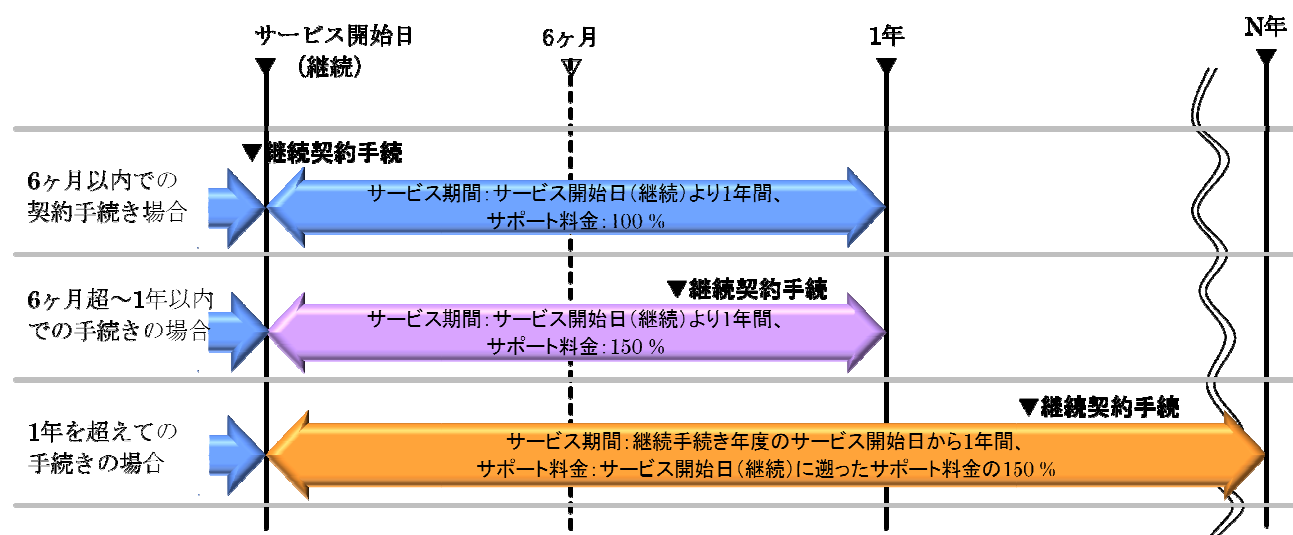 サービス開始日
(継続)
6ヶ月
1年
N年
▼継続契約手続
6ヶ月以内での
契約手続き場合
サービス期間:サービス開始日(継続)より1年間、
サポート料金:100 %
6ヶ月超～1年以内
での手続きの場合
▼継続契約手続
サービス期間:サービス開始日(継続)より1年間、
サポート料金:150 %
1年を超えての
手続きの場合
▼継続契約手続
サービス期間:継続手続き年度のサービス開始日から1年間、
サポート料金:サービス開始日(継続)に遡ったサポート料金の150 %